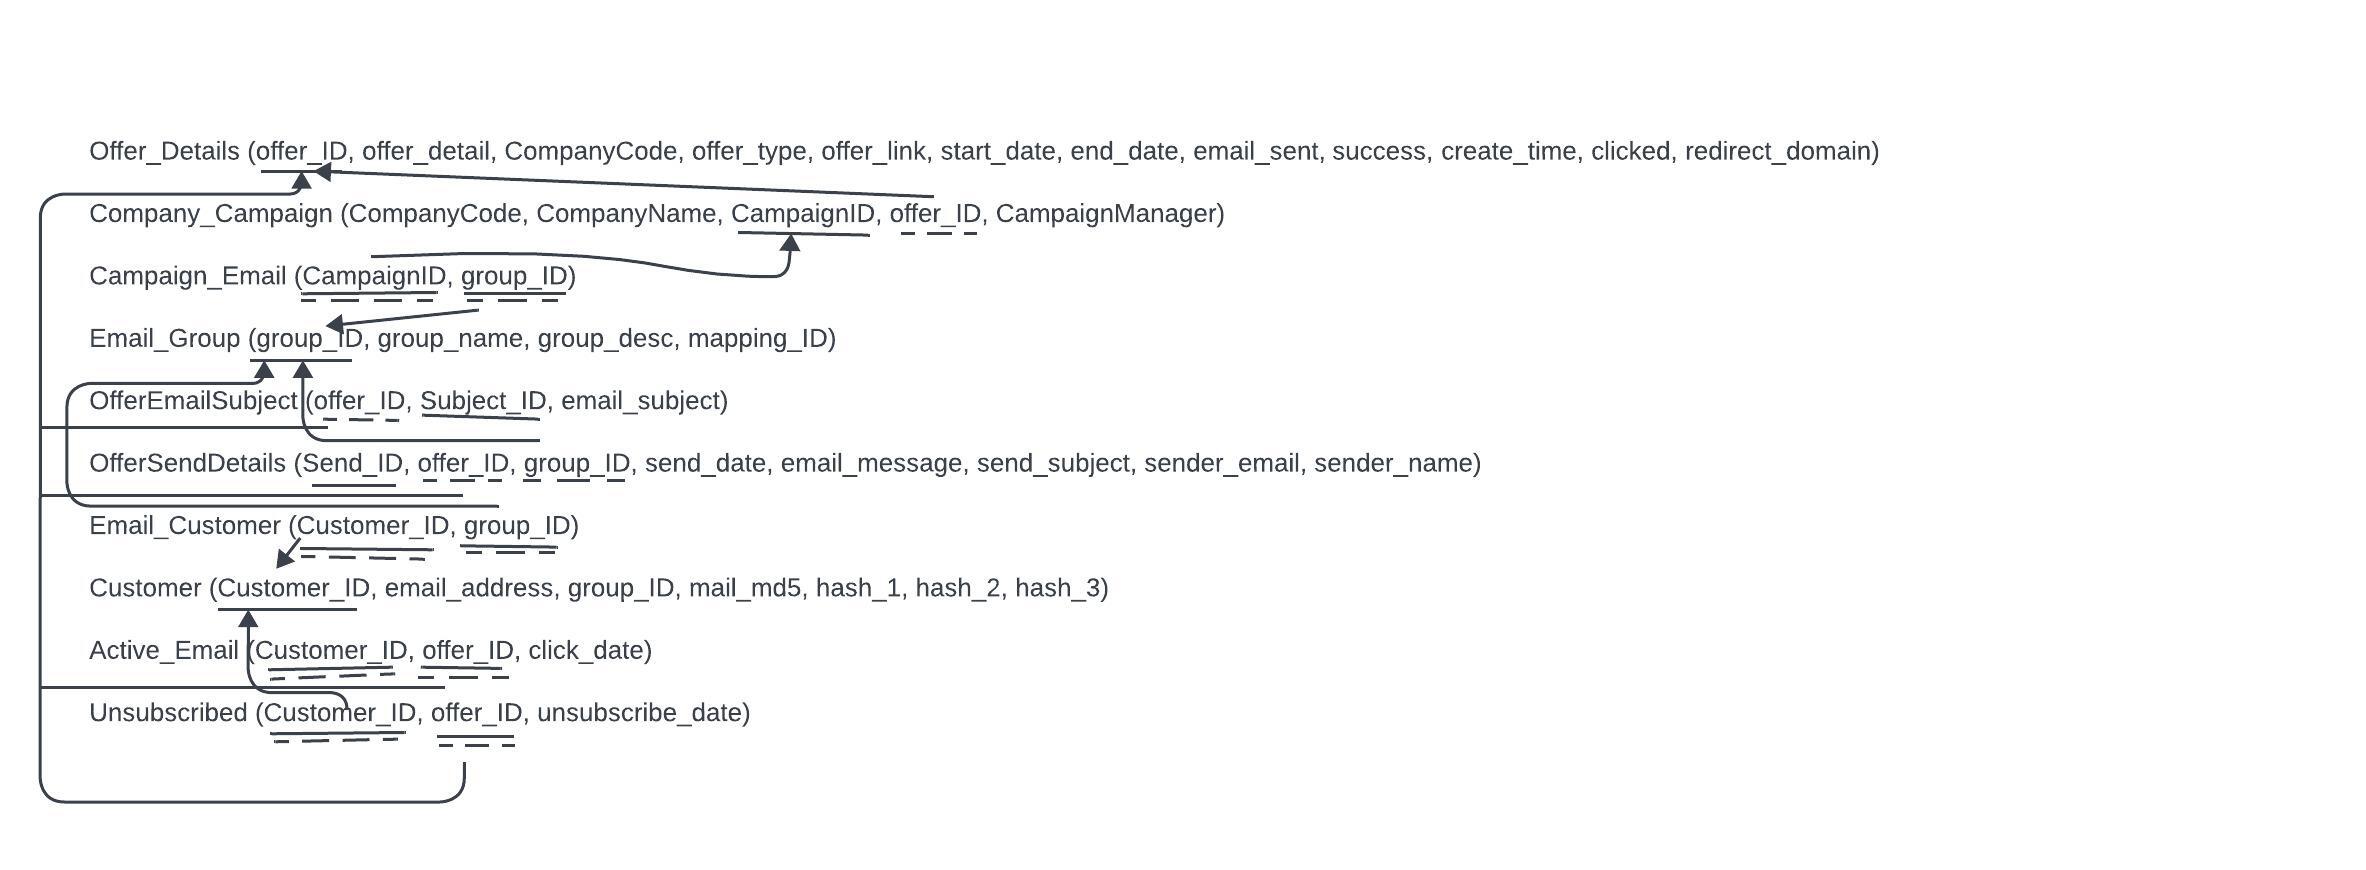 Offer_Details (offer_ID, offer_detail, CompanyCode, offer_type, offer_link, start_date, end_date, email_sent, success, create_time, clicked, redirect_domain)
Company_Campaign (CompanyCode, CompanyName, CampaignID, offer_ID, CampaignManager)
Campaign_Email (CampaignID, group_ID)
Email_Group (group_ID, group_name, group_desc, mapping_ID)
OfferEmailSubject (offer_ID, Subject_ID, email_subject)
OfferSendDetails (Send_ID, offer_ID, group_ID, send_date, email_message, send_subject, sender_email, sender_name)
Email_Customer (Customer_ID, group_ID)
Customer (Customer_ID, email_address, group_ID, mail_md5, hash_1, hash_2, hash_3)
Active_Email (Customer_ID, offer_ID, click_date)
Unsubscribed (Customer_ID, offer_ID, unsubscribe_date)